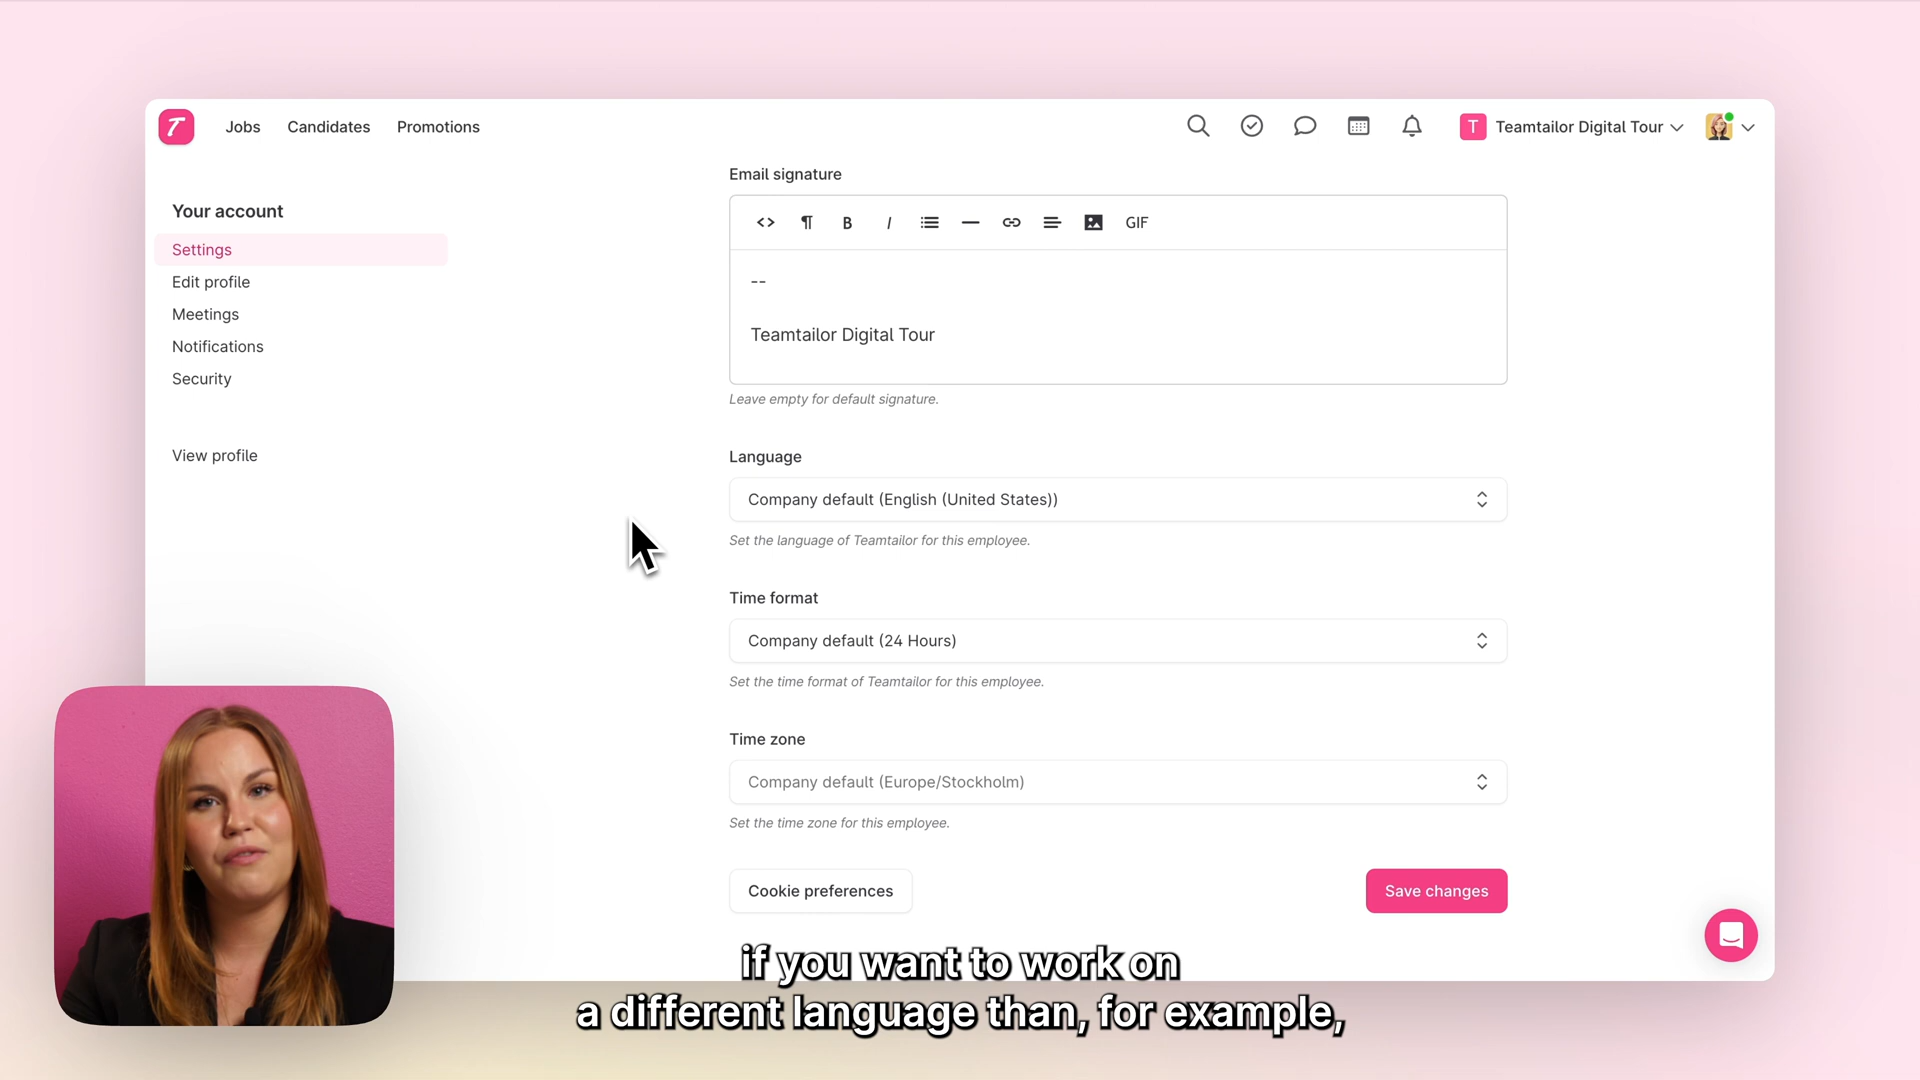 Jobs
Candidates
Promotions
T
Teamtailor Digital Tour
Your account
Settings
Edit profile
Meetings
Notifications
Security
View profile
Email signature
<> ¶ B I GIF
--
Teamtailor Digital Tour
Leave empty for default signature.
Language
Company default (English (United States))
Set the language of Teamtailor for this employee.
Time format
Company default (24 Hours)
Set the time format of Teamtailor for this employee.
Time zone
Company default (Europe/Stockholm)
Set the time zone for this employee.
Cookie preferences
Save changes
if you want to work on
a different language than, for example,